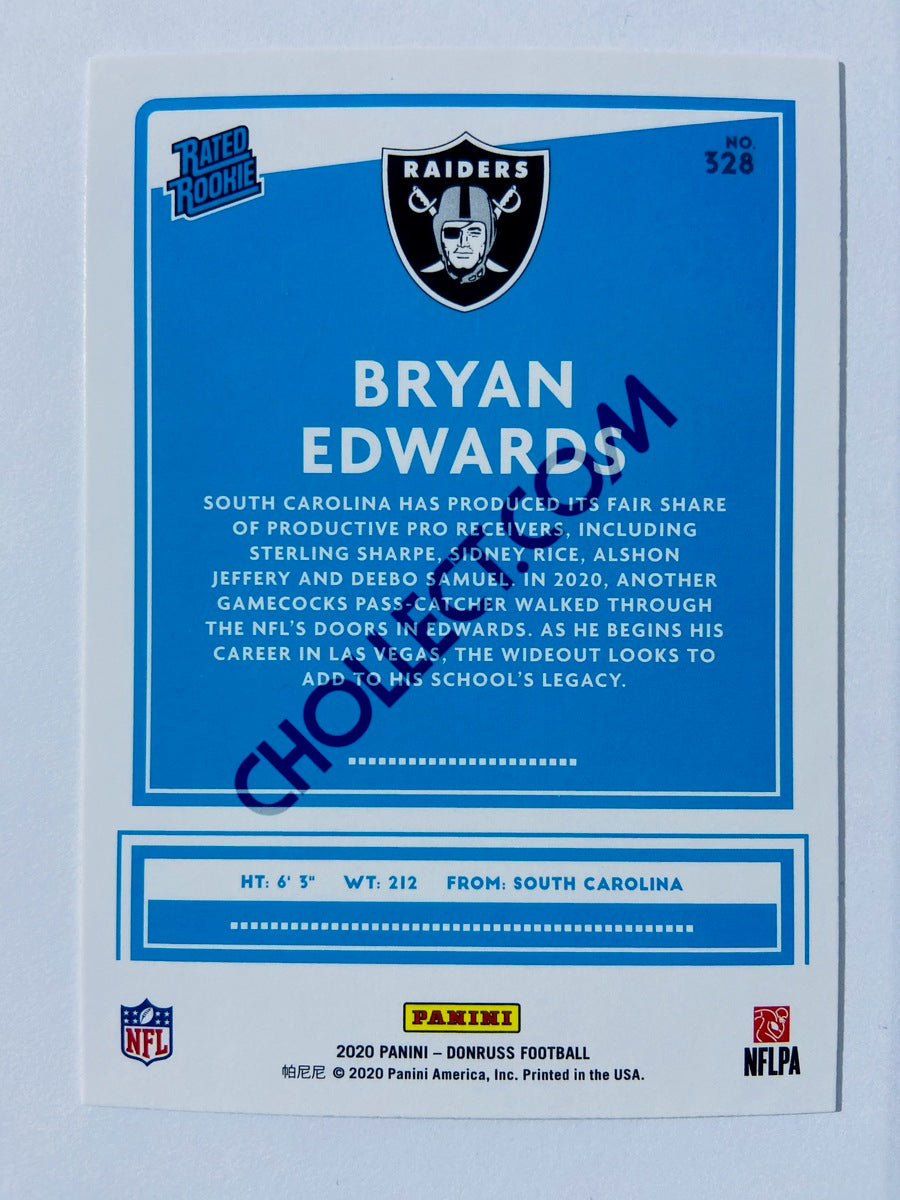 RATED
ROOKIE
RAIDERS
NO.
328
BRYAN
EDWARDS
SOUTH CAROLINA HAS PRODUCED ITS FAIR SHARE
OF PRODUCTIVE PRO RECEIVERS, INCLUDING
STERLING SHARPE, SIDNEY RICE, ALSHON
JEFFERY AND DEEBO SAMUEL. IN 2020, ANOTHER
GAMECOCKS PASS-CATCHER WALKED THROUGH
THE NFL'S DOORS IN EDWARDS. AS HE BEGINS HIS
CAREER IN LAS VEGAS, THE WIDEOUT LOOKS TO
ADD TO HIS SCHOOL'S LEGACY.
CHOLLECT.COM
HT: 6' 3" WT: 212 FROM: SOUTH CAROLINA
NFL
PANINI
2020 PANINI – DONRUSS FOOTBALL
帕尼尼 © 2020 Panini America, Inc. Printed in the USA.
NFLPA